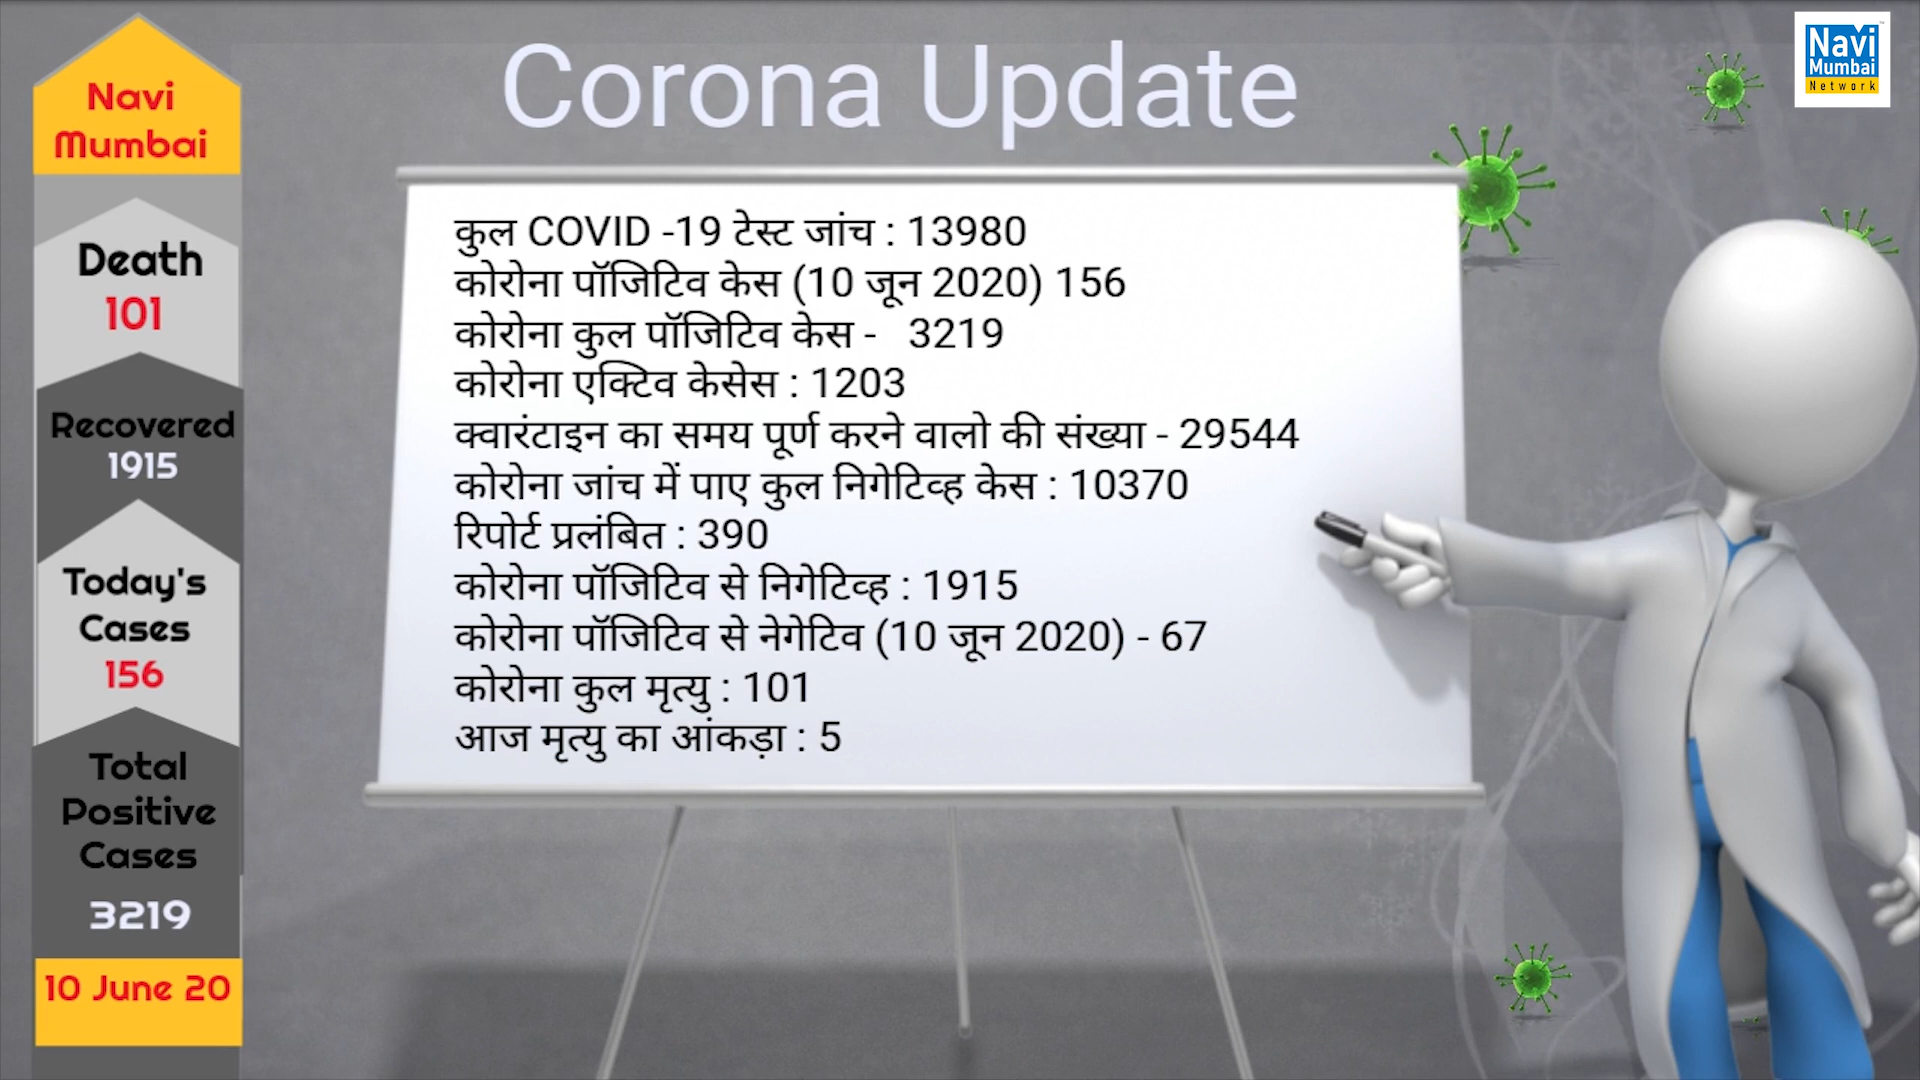 Corona Update
Navi
Mumbai
Network
Navi
Mumbai
Death
101
Recovered
1915
Today's
Cases
156
Total
Positive
Cases
3219
10 June 20
कुल COVID -19 टेस्ट जांच : 13980
कोरोना पॉजिटिव केस (10 जून 2020) 156
कोरोना कुल पॉजिटिव केस - 3219
कोरोना एक्टिव केसेस : 1203
क्वारंटाइन का समय पूर्ण करने वालो की संख्या - 29544
कोरोना जांच में पाए कुल निगेटिव्ह केस : 10370
रिपोर्ट प्रलंबित : 390
कोरोना पॉजिटिव से निगेटिव्ह : 1915
कोरोना पॉजिटिव से नेगेटिव (10 जून 2020) - 67
कोरोना कुल मृत्यु : 101
आज मृत्यु का आंकड़ा : 5